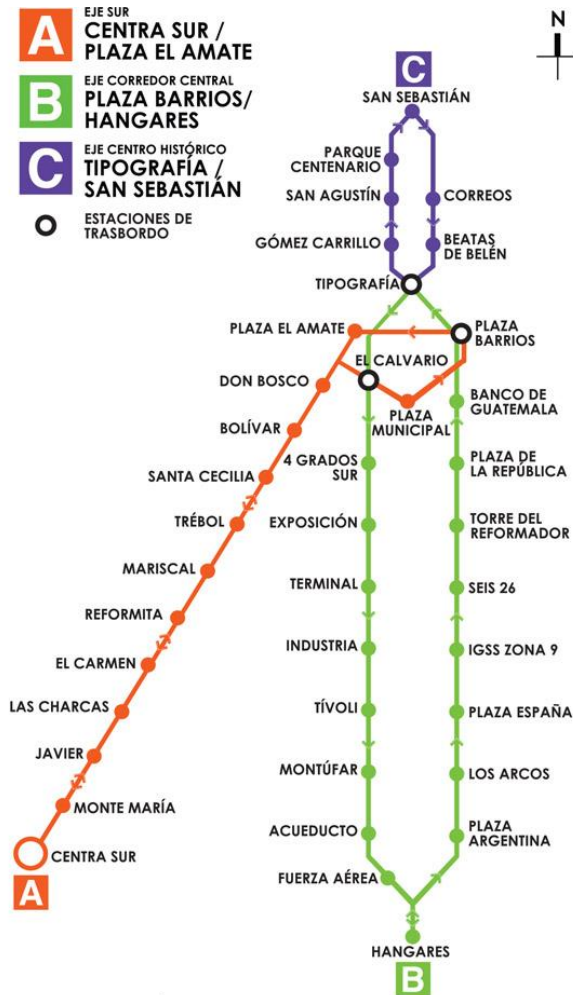 A
EJE SUR
CENTRA SUR /
PLAZA EL AMATE
B
EJE CORREDOR CENTRAL
PLAZA BARRIOS/
HANGARES
C
EJE CENTRO HISTÓRICO
TIPOGRAFÍA /
SAN SEBASTIÁN
ESTACIONES DE
TRASBORDO
N
C
SAN SEBASTIÁN
PARQUE
CENTENARIO
SAN AGUSTÍN
CORREOS
GÓMEZ CARRILLO
BEATAS
DE BELÉN
TIPOGRAFÍA
PLAZA EL AMATE
PLAZA
BARRIOS
EL CALVARIO
DON BOSCO
PLAZA
MUNICIPAL
BANCO DE
GUATEMALA
BOLÍVAR
4 GRADOS
SUR
PLAZA DE
LA REPÚBLICA
SANTA CECILIA
TRÉBOL
EXPOSICIÓN
TORRE DEL
REFORMADOR
MARISCAL
TERMINAL
SEIS 26
REFORMITA
INDUSTRIA
IGSS ZONA 9
EL CARMEN
LAS CHARCAS
TÍVOLI
PLAZA ESPAÑA
JAVIER
MONTÚFAR
LOS ARCOS
MONTE MARÍA
ACUEDUCTO
PLAZA
ARGENTINA
CENTRA SUR
A
FUERZA AÉREA
HANGARES
B